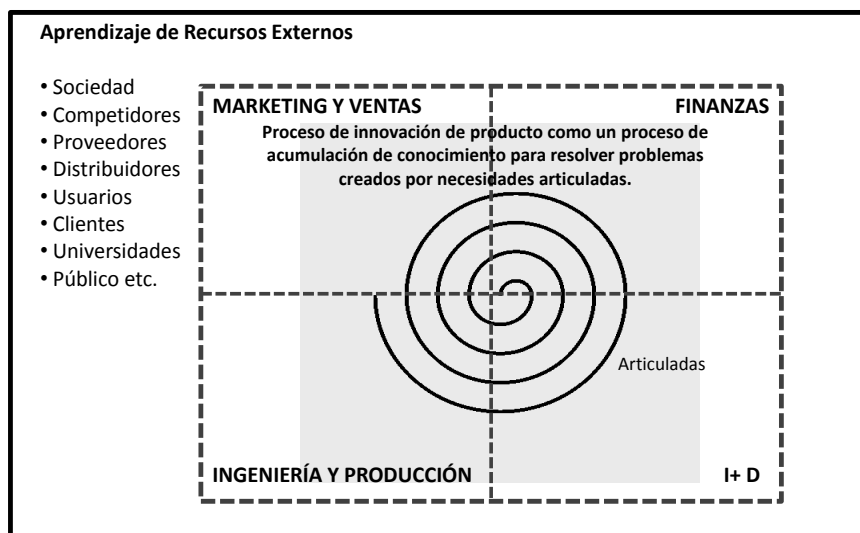 Aprendizaje de Recursos Externos
• Sociedad
• Competidores
• Proveedores
• Distribuidores
• Usuarios
• Clientes
• Universidades
• Público etc.
MARKETING Y VENTAS
FINANZAS
Proceso de innovación de producto como un proceso de
acumulación de conocimiento para resolver problemas
creados por necesidades articuladas.
Articuladas
INGENIERÍA Y PRODUCCIÓN
I+ D